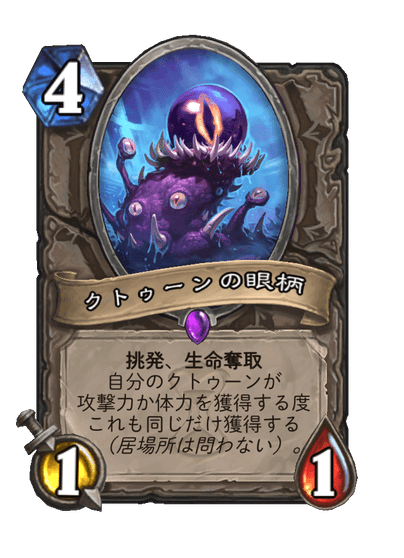 4
クトゥーンの眼柄
挑発、生命奪取
自分のクトゥーンが
攻撃力か体力を獲得する度
これも同じだけ獲得する
(居場所は問わない)。
1
1